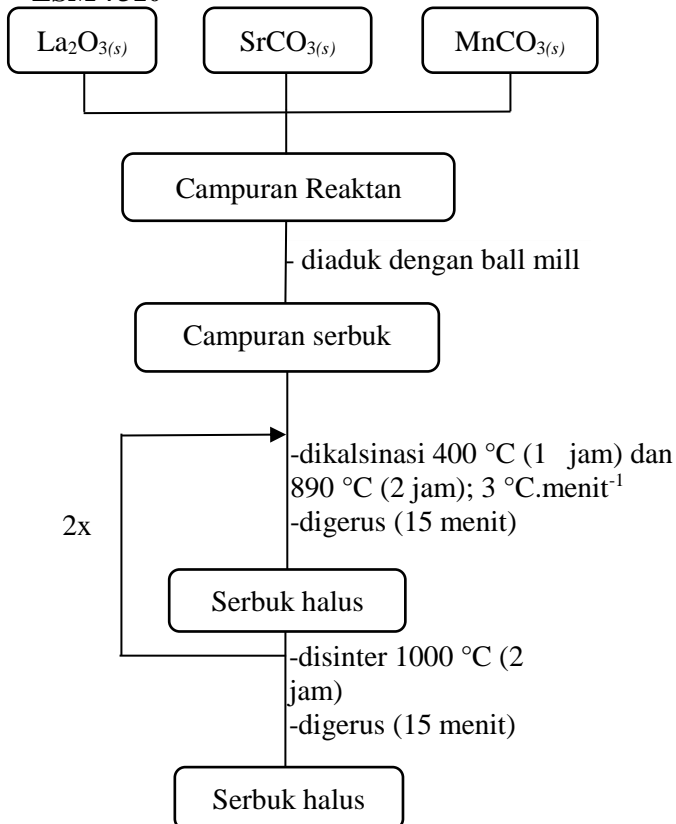 La₂O₃₍ₛ₎
SrCO₃₍ₛ₎
MnCO₃₍ₛ₎
Campuran Reaktan
- diaduk dengan ball mill
Campuran serbuk
-dikalsinasi 400 °C (1 jam) dan
890 °C (2 jam); 3 °C.menit⁻¹
-digerus (15 menit)
2x
Serbuk halus
-disinter 1000 °C (2
jam)
-digerus (15 menit)
Serbuk halus